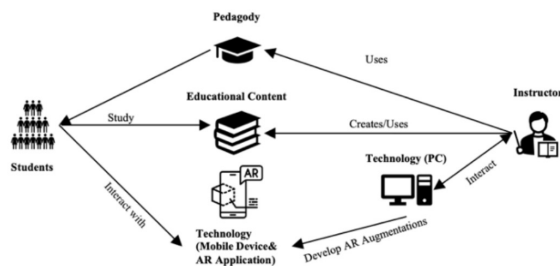 Pedagody
Uses
Educational Content
Instructor
Study
Creates/Uses
Students
Technology (PC)
AR
Interact
Interact with
Technology
(Mobile Device&
AR Application)
Develop AR Augmentations